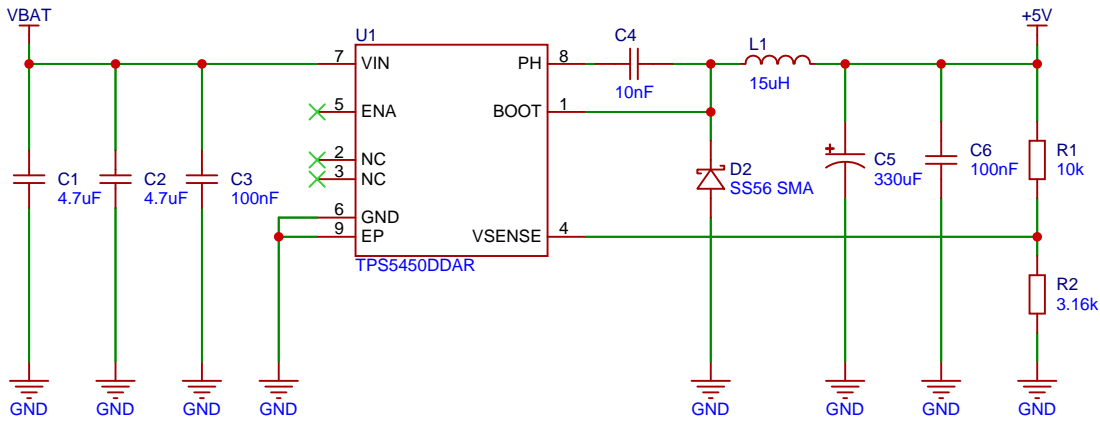 VBAT
+5V
U1
C4
L1
7
VIN
PH
8
10nF
15uH
5
ENA
BOOT
1
2
NC
3
NC
C1
4.7uF
C2
4.7uF
C3
100nF
D2
SS56 SMA
C5
330uF
C6
100nF
R1
10k
6
GND
9
EP
VSENSE
4
TPS5450DDAR
R2
3.16k
GND
GND
GND
GND
GND
GND
GND
GND